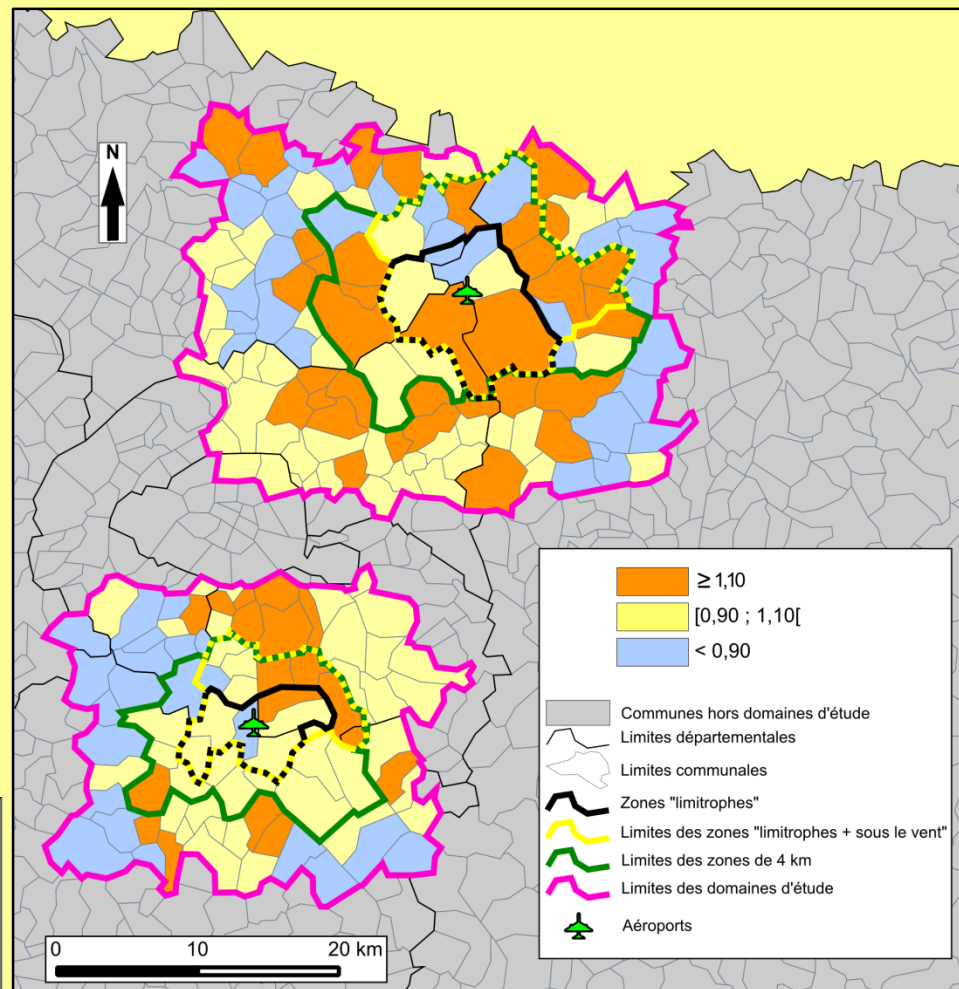 N
≥ 1,10
[0,90 ; 1,10[
< 0,90
Communes hors domaines d'étude
Limites départementales
Limites communales
Zones "limitrophes"
Limites des zones "limitrophes + sous le vent"
Limites des zones de 4 km
Limites des domaines d'étude
Aéroports
0 10 20 km